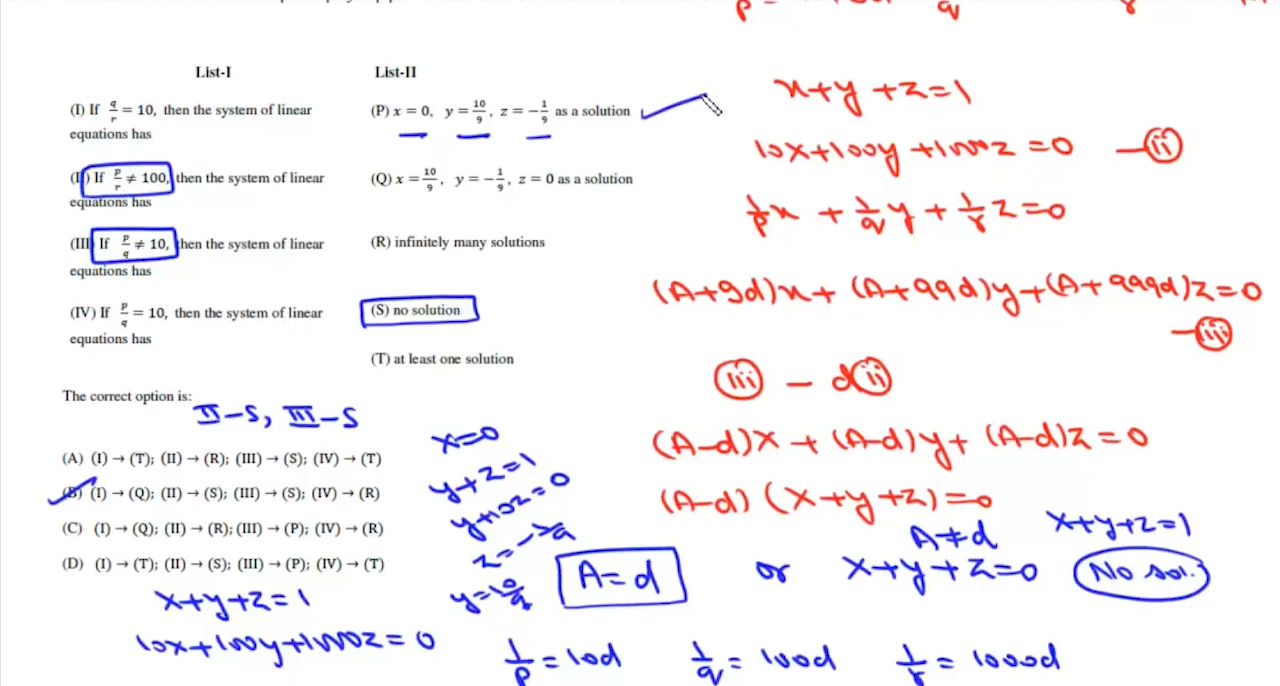 List-I List-II
(I) If q/r = 10, then the system of linear equations has
(P) x = 0, y = 10/9, z = −1/9 as a solution
(II) If p/r ≠ 100, then the system of linear equations has
(Q) x = 10/9, y = −1/9, z = 0 as a solution
(III) If p/q ≠ 10, then the system of linear equations has
(R) infinitely many solutions
(IV) If p/q = 10, then the system of linear equations has
(S) no solution
(T) at least one solution
The correct option is:
II-S, III-S
(A) (I) → (T); (II) → (R); (III) → (S); (IV) → (T)
(B) (I) → (Q); (II) → (S); (III) → (S); (IV) → (R)
(C) (I) → (Q); (II) → (R); (III) → (P); (IV) → (R)
(D) (I) → (T); (II) → (S); (III) → (P); (IV) → (T)
x+y+z=1
10x+100y+1000z=0
x=0
y+z=1
y+10z=0
z=-1/9
y=10/9
x+y+z=1
10x+100y+1000z=0 —(ii)
1/p x + 1/q y + 1/r z=0
(A+9d)x+(A+99d)y+(A+999d)z=0
—(iii)
(iii) — d(ii)
(A-d)x+(A-d)y+(A-d)z=0
(A-d)(x+y+z)=0
A≠d x+y+z=1
A=d or x+y+z=0 No sol.
1/p=10d 1/q=100d 1/r=1000d